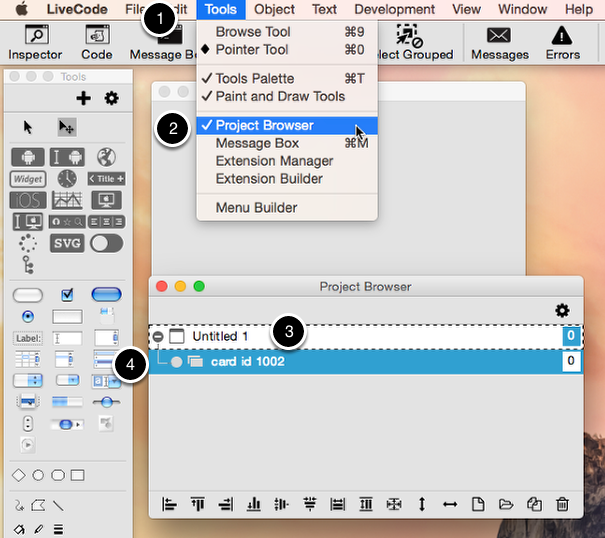 LiveCode File Edit Tools Object Text Development View Window Help
1
Inspector Code Message Bo lect Grouped Messages Errors
Browse Tool ⌘9
Pointer Tool ⌘0
Tools Palette ⌘T
Paint and Draw Tools
2
Project Browser
Message Box ⌘M
Extension Manager
Extension Builder
Menu Builder
Tools
Widget
Title +
iOS
SVG
Label:
Project Browser
Untitled 1 0
3
4
card id 1002 0